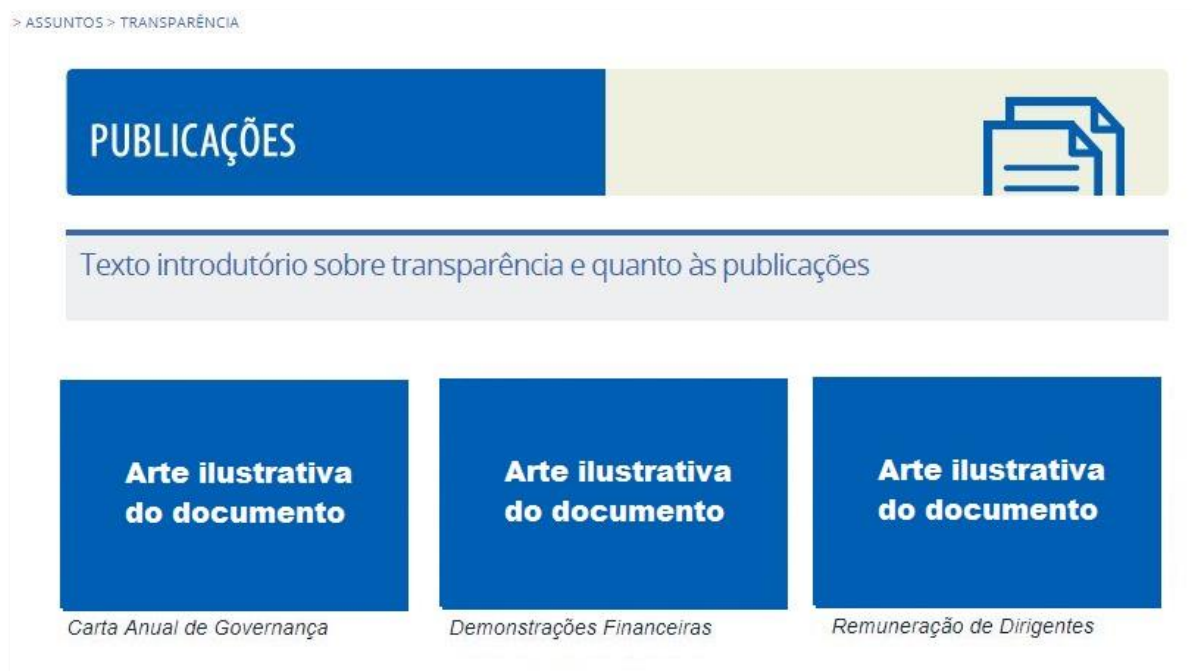 > ASSUNTOS > TRANSPARÊNCIA
PUBLICAÇÕES
Texto introdutório sobre transparência e quanto às publicações
Arte ilustrativa
do documento
Carta Anual de Governança
Arte ilustrativa
do documento
Demonstrações Financeiras
Arte ilustrativa
do documento
Remuneração de Dirigentes